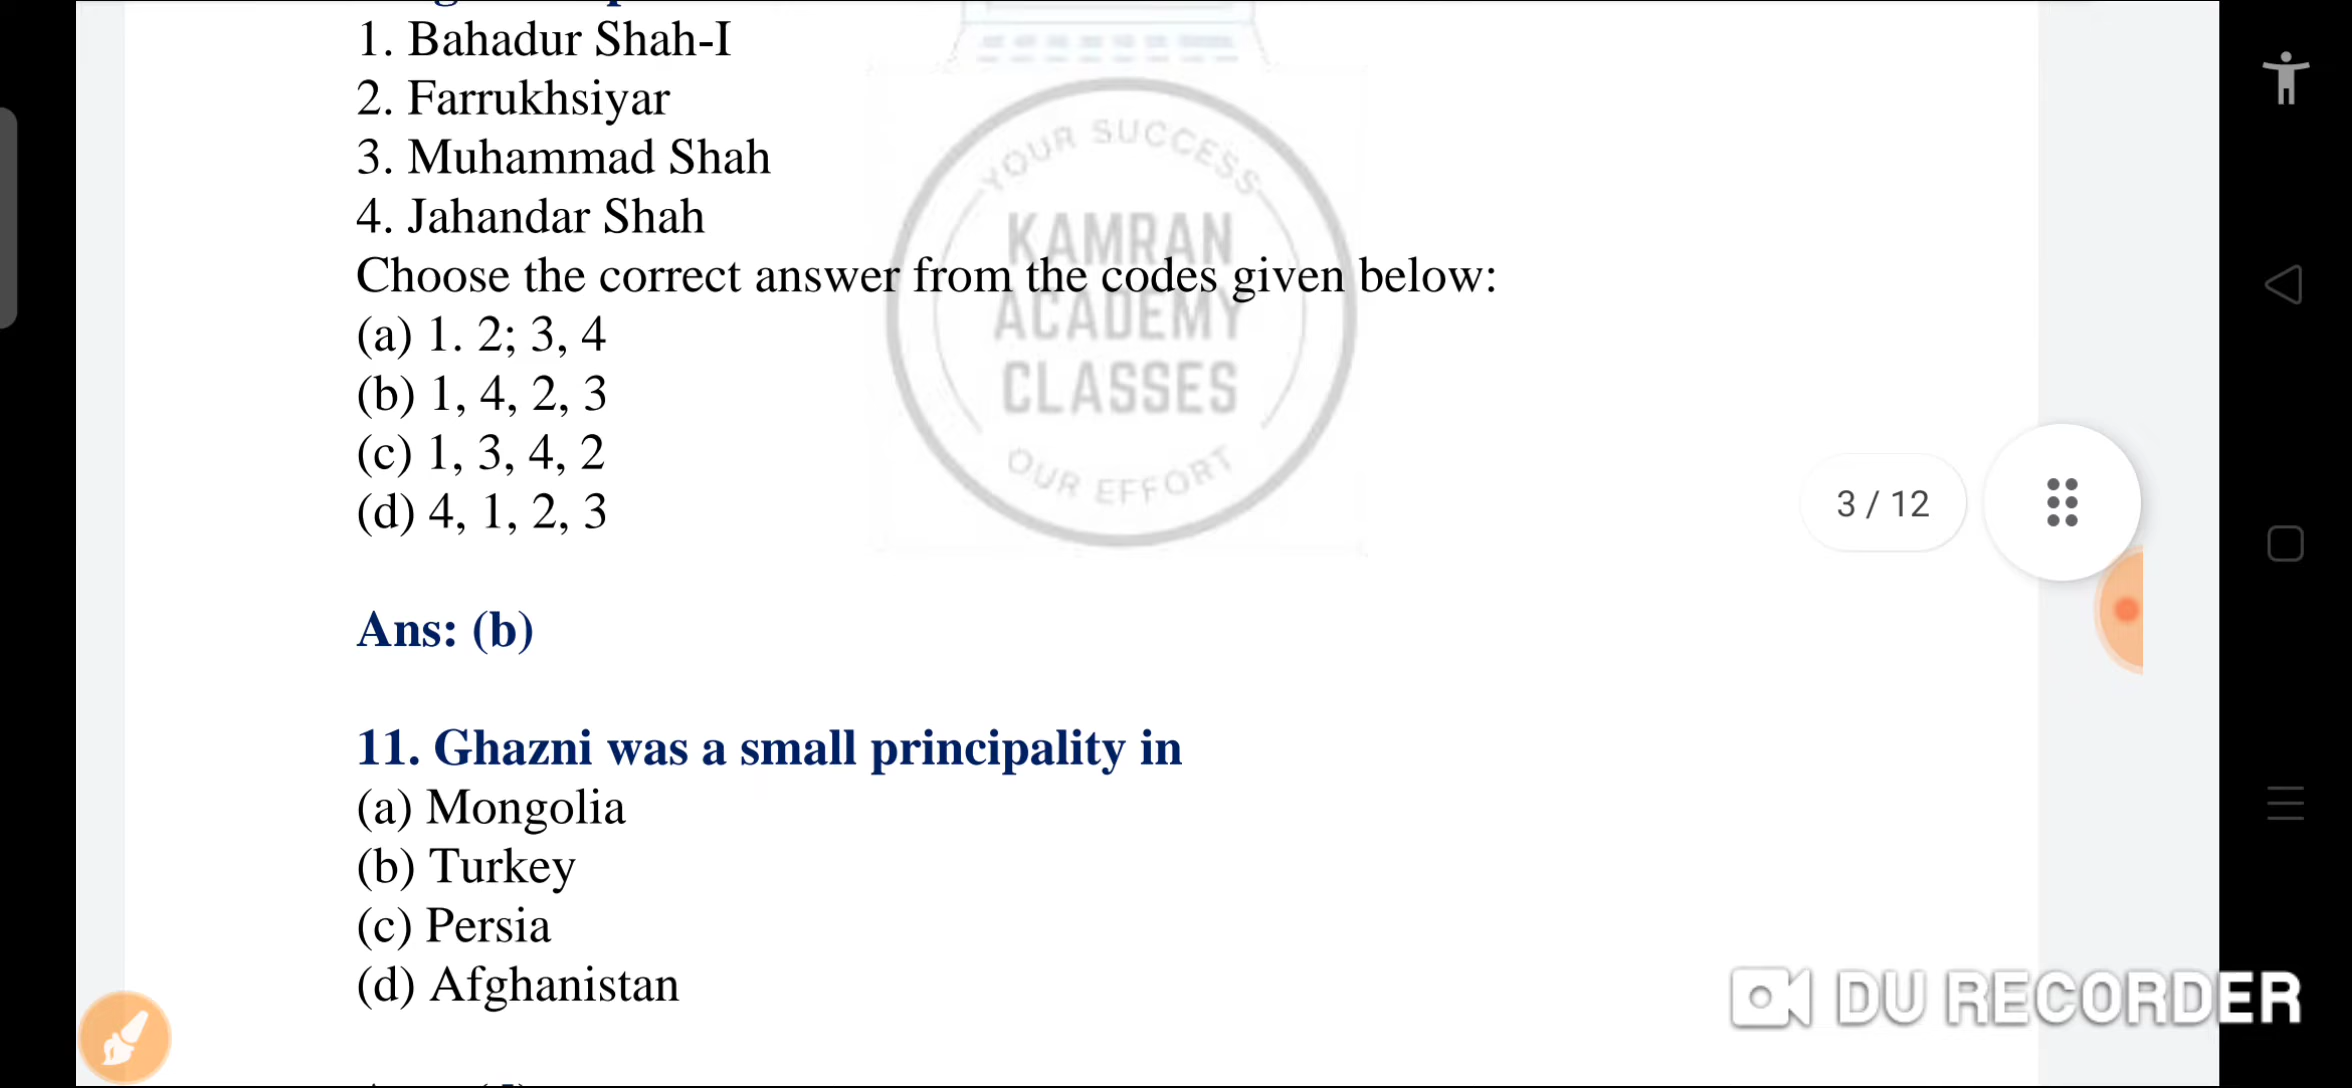 1. Bahadur Shah-I
2. Farrukhsiyar
3. Muhammad Shah
4. Jahandar Shah
Choose the correct answer from the codes given below:
(a) 1. 2; 3, 4
(b) 1, 4, 2, 3
(c) 1, 3, 4, 2
(d) 4, 1, 2, 3
YOUR SUCCESS
KAMRAN
ACADEMY
CLASSES
OUR EFFORT
3 / 12
Ans: (b)
11. Ghazni was a small principality in
(a) Mongolia
(b) Turkey
(c) Persia
(d) Afghanistan
DU RECORDER